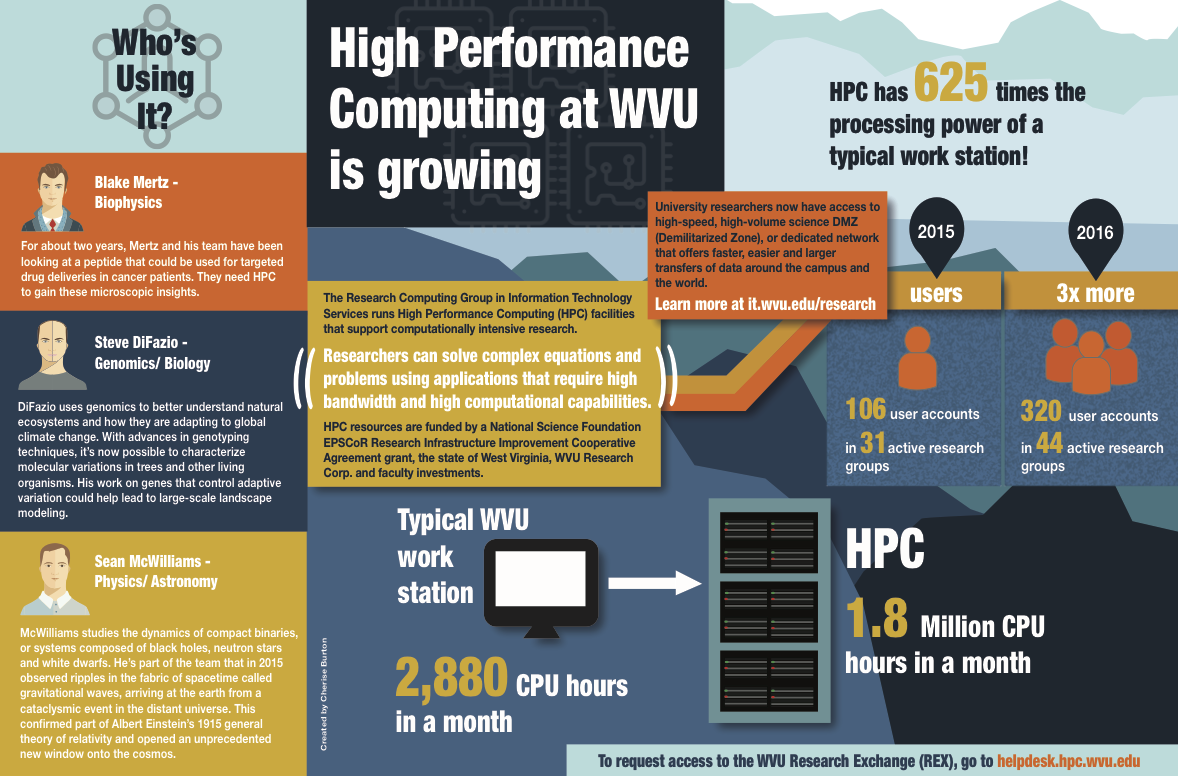 Who's
Using
It?
Blake Mertz -
Biophysics
For about two years, Mertz and his team have been
looking at a peptide that could be used for targeted
drug deliveries in cancer patients. They need HPC
to gain these microscopic insights.
Steve DiFazio -
Genomics/ Biology
DiFazio uses genomics to better understand natural
ecosystems and how they are adapting to global
climate change. With advances in genotyping
techniques, it's now possible to characterize
molecular variations in trees and other living
organisms. His work on genes that control adaptive
variation could help lead to large-scale landscape
modeling.
Sean McWilliams -
Physics/ Astronomy
McWilliams studies the dynamics of compact binaries,
or systems composed of black holes, neutron stars
and white dwarfs. He's part of the team that in 2015
observed ripples in the fabric of spacetime called
gravitational waves, arriving at the earth from a
cataclysmic event in the distant universe. This
confirmed part of Albert Einstein's 1915 general
theory of relativity and opened an unprecedented
new window onto the cosmos.
High Performance
Computing at WVU
is growing
HPC has 625 times the
processing power of a
typical work station!
University researchers now have access to
high-speed, high-volume science DMZ
(Demilitarized Zone), or dedicated network
that offers faster, easier and larger
transfers of data around the campus and
the world.
Learn more at it.wvu.edu/research
2015
users
106 user accounts
in 31 active research
groups
2016
3x more
320 user accounts
in 44 active research
groups
The Research Computing Group in Information Technology
Services runs High Performance Computing (HPC) facilities
that support computationally intensive research.
((Researchers can solve complex equations and
problems using applications that require high
bandwidth and high computational capabilities.))
HPC resources are funded by a National Science Foundation
EPSCoR Research Infrastructure Improvement Cooperative
Agreement grant, the state of West Virginia, WVU Research
Corp. and faculty investments.
Typical WVU
work
station
2,880 CPU hours
in a month
HPC
1.8 Million CPU
hours in a month
Created by Cherise Burton
To request access to the WVU Research Exchange (REX), go to helpdesk.hpc.wvu.edu